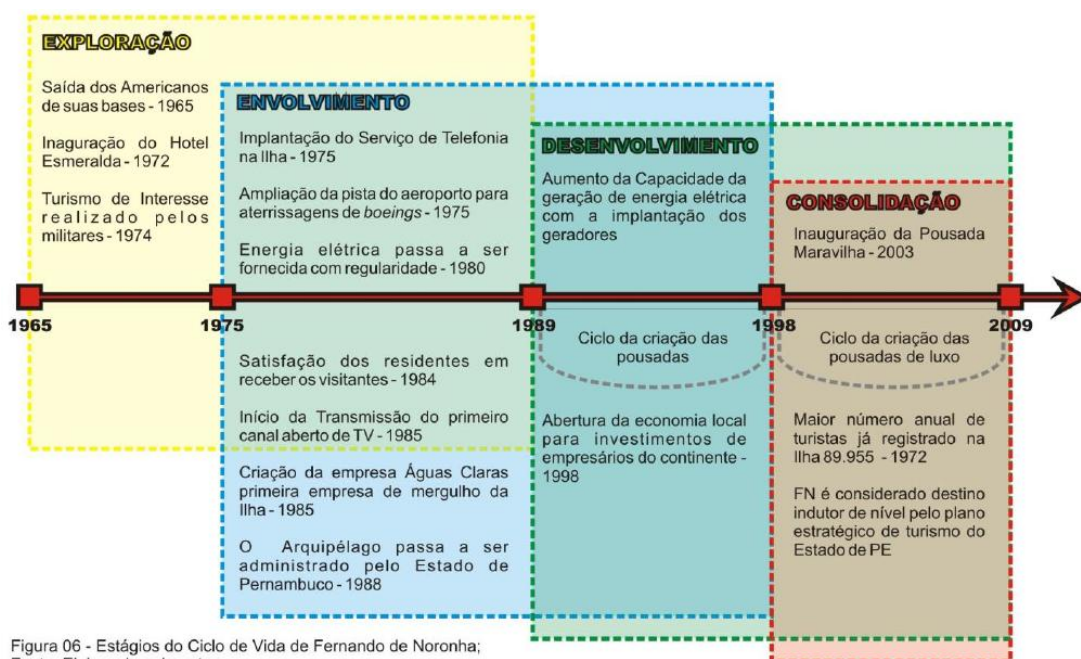 EXPLORAÇÃO
Saída dos Americanos
de suas bases - 1965
Inaguração do Hotel
Esmeralda - 1972
Turismo de Interesse
realizado pelos
militares - 1974
ENVOLVIMENTO
Implantação do Serviço de Telefonia
na Ilha - 1975
Ampliação da pista do aeroporto para
aterrissagens de boeings - 1975
Energia elétrica passa a ser
fornecida com regularidade - 1980
DESENVOLVIMENTO
Aumento da Capacidade da
geração de energia elétrica
com a implantação dos
geradores
CONSOLIDAÇÃO
Inauguração da Pousada
Maravilha - 2003
1965
1975
1989
1998
2009
Satisfação dos residentes em
receber os visitantes - 1984
Início da Transmissão do primeiro
canal aberto de TV - 1985
Criação da empresa Águas Claras
primeira empresa de mergulho da
Ilha - 1985
O Arquipélago passa a ser
administrado pelo Estado de
Pernambuco - 1988
Ciclo da criação das
pousadas
Abertura da economia local
para investimentos de
empresários do continente -
1998
Ciclo da criação das
pousadas de luxo
Maior número anual de
turistas já registrado na
Ilha 89.955 - 1972
FN é considerado destino
indutor de nível pelo plano
estratégico de turismo do
Estado de PE
Figura 06 - Estágios do Ciclo de Vida de Fernando de Noronha;